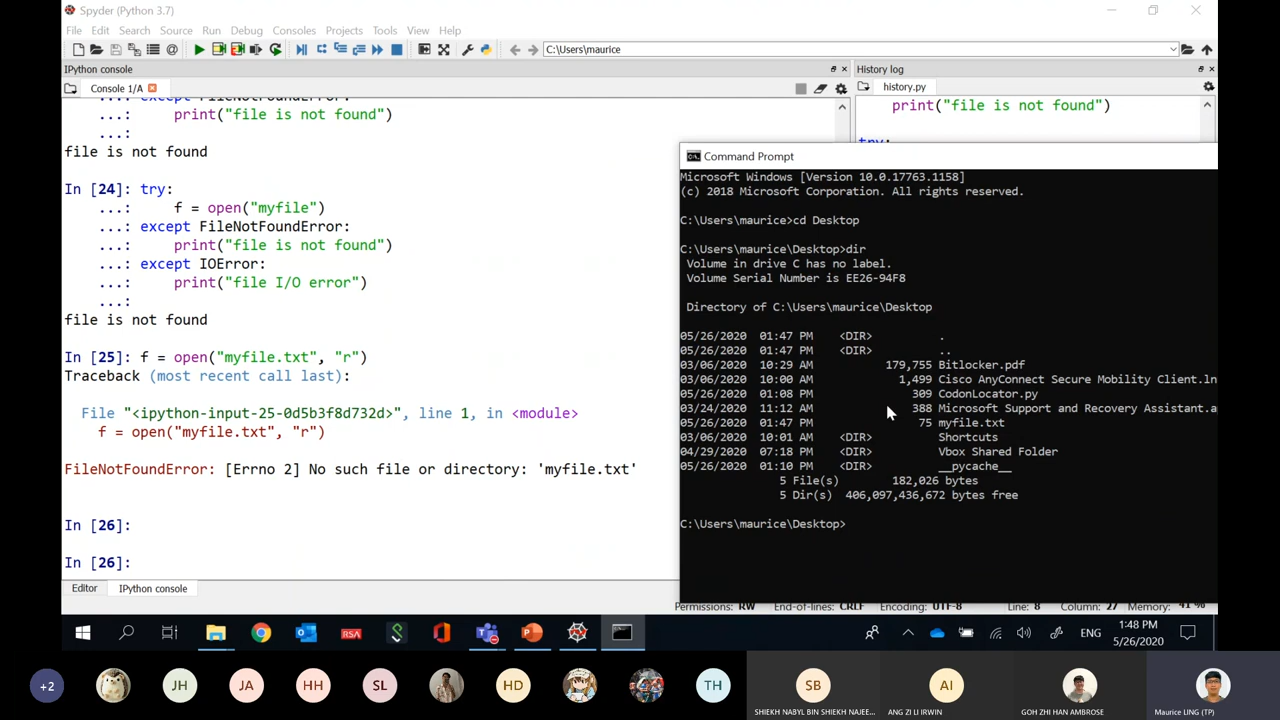 Spyder (Python 3.7)
File Edit Search Source Run Debug Consoles Projects Tools View Help
C:\Users\maurice
IPython console
Console 1/A
...: except FileNotFoundError:
...: print("file is not found")
...:
file is not found
In [24]: try:
...: f = open("myfile")
...: except FileNotFoundError:
...: print("file is not found")
...: except IOError:
...: print("file I/O error")
...:
file is not found
In [25]: f = open("myfile.txt", "r")
Traceback (most recent call last):
File "<ipython-input-25-0d5b3f8d732d>", line 1, in <module>
f = open("myfile.txt", "r")
FileNotFoundError: [Errno 2] No such file or directory: 'myfile.txt'
In [26]:
In [26]:
Editor IPython console
History log
history.py
print("file is not found")
try:
Command Prompt
Microsoft Windows [Version 10.0.17763.1158]
(c) 2018 Microsoft Corporation. All rights reserved.
C:\Users\maurice>cd Desktop
C:\Users\maurice\Desktop>dir
Volume in drive C has no label.
Volume Serial Number is EE26-94F8
Directory of C:\Users\maurice\Desktop
05/26/2020 01:47 PM <DIR> .
05/26/2020 01:47 PM <DIR> ..
03/06/2020 10:29 AM 179,755 Bitlocker.pdf
03/06/2020 10:00 AM 1,499 Cisco AnyConnect Secure Mobility Client.ln
05/26/2020 01:08 PM 309 CodonLocator.py
03/24/2020 11:12 AM 388 Microsoft Support and Recovery Assistant.a
05/26/2020 01:47 PM 75 myfile.txt
03/06/2020 10:01 AM <DIR> Shortcuts
04/29/2020 07:18 PM <DIR> Vbox Shared Folder
05/26/2020 01:10 PM <DIR> __pycache__
5 File(s) 182,026 bytes
5 Dir(s) 406,097,436,672 bytes free
C:\Users\maurice\Desktop>
Permissions: RW End-of-lines: CRLF Encoding: UTF-8 Line: 8 Column: 27 Memory: 41 %
RSA
ENG
1:48 PM
5/26/2020
+2 JH JA HH SL HD TH SB AI
SHIEKH NABYL BIN SHIEKH NAJEE... ANG ZI LI IRWIN GOH ZHI HAN AMBROSE Maurice LING (TP)